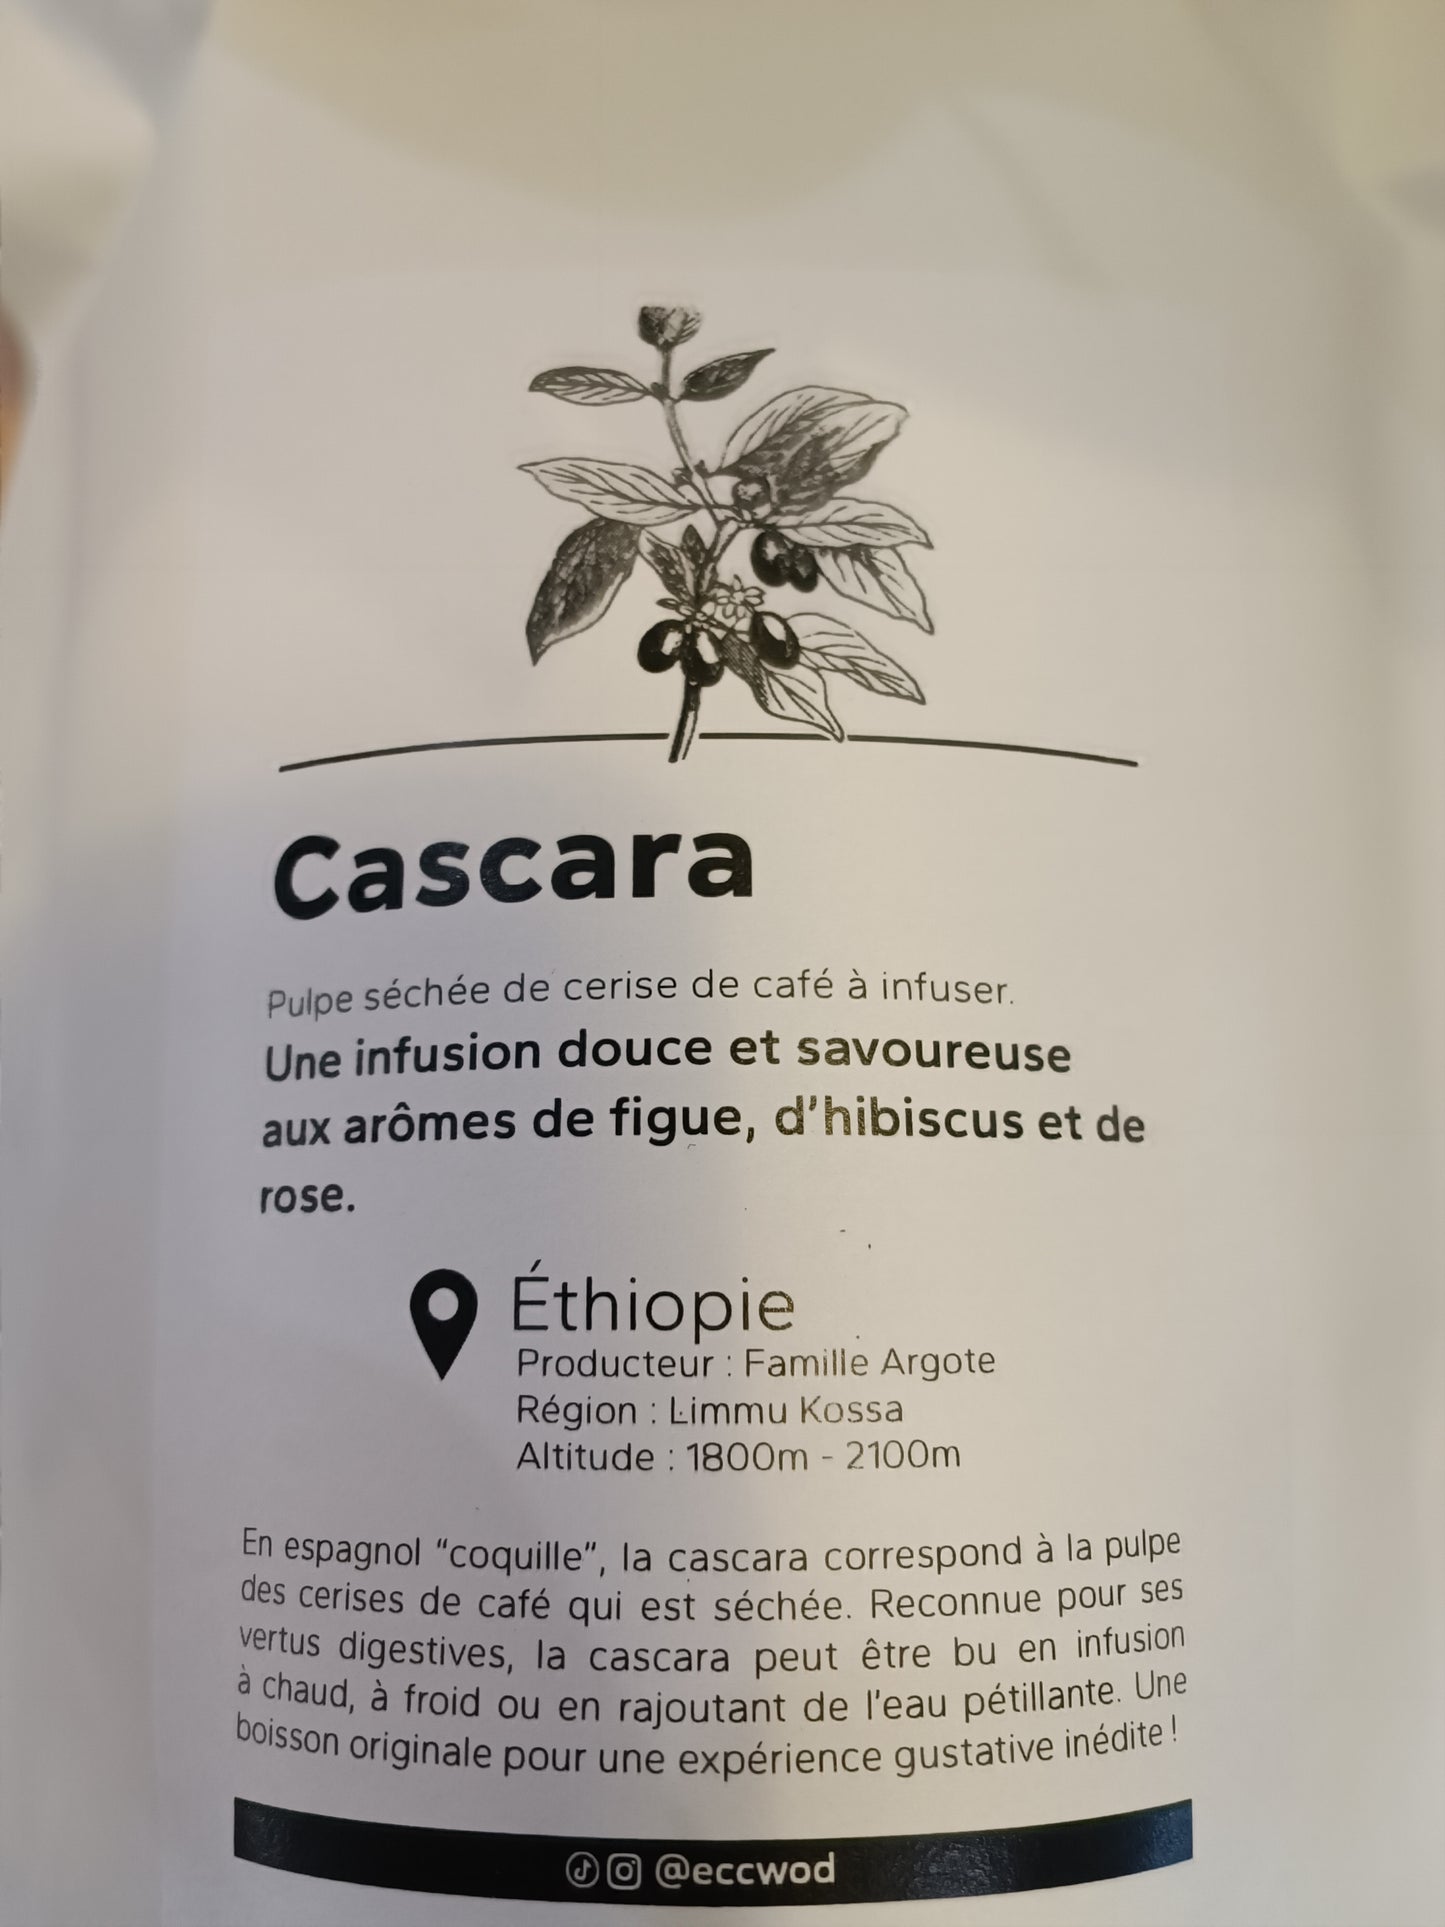 Cascara
Pulpe séchée de cerise de café à infuser.
Une infusion douce et savoureuse
aux arômes de figue, d'hibiscus et de
rose.
Éthiopie
Producteur : Famille Argote
Région : Limmu Kossa
Altitude : 1800m - 2100m
En espagnol "coquille", la cascara correspond à la pulpe
des cerises de café qui est séchée. Reconnue pour ses
vertus digestives, la cascara peut être bu en infusion
à chaud, à froid ou en rajoutant de l'eau pétillante. Une
boisson originale pour une expérience gustative inédite !
@eccwod